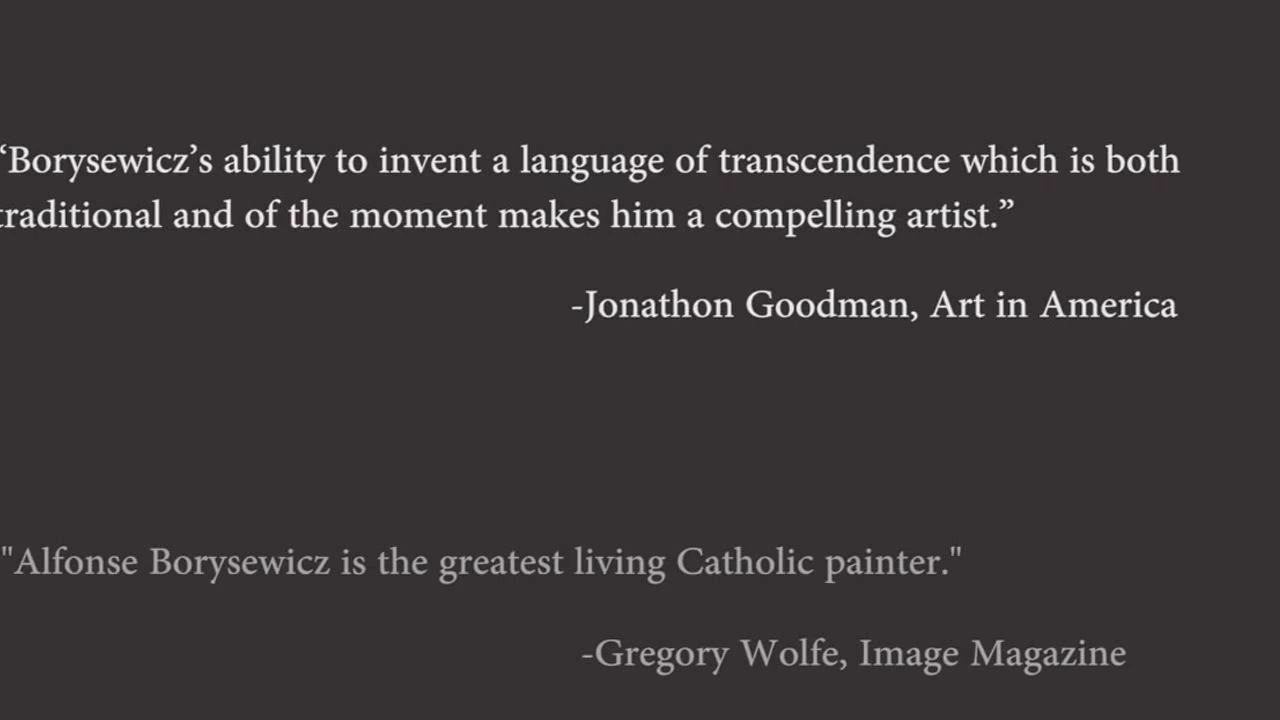 “Borysewicz’s ability to invent a language of transcendence which is both
traditional and of the moment makes him a compelling artist.”
-Jonathon Goodman, Art in America
"Alfonse Borysewicz is the greatest living Catholic painter."
-Gregory Wolfe, Image Magazine